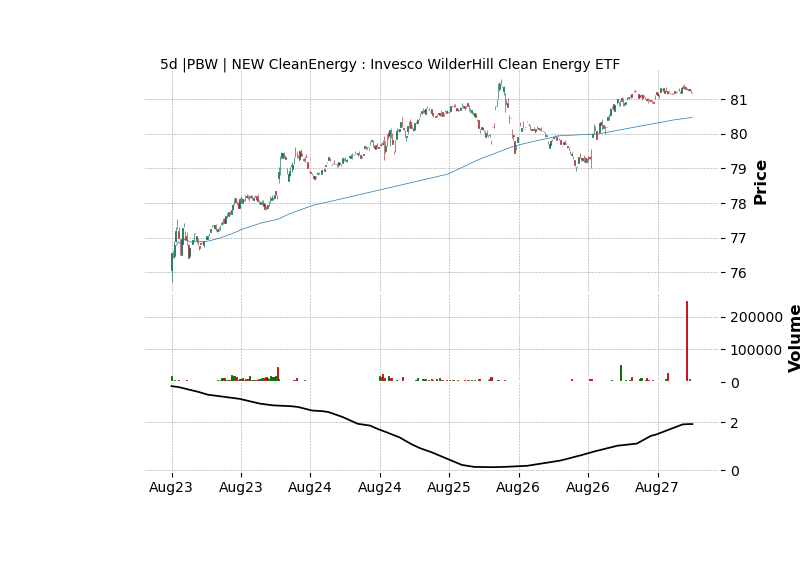 5d |PBW | NEW CleanEnergy : Invesco WilderHill Clean Energy ETF
81
80
79
78
77
76
Price
200000
100000
0
Volume
2
0
Aug23 Aug23 Aug24 Aug24 Aug25 Aug26 Aug26 Aug27